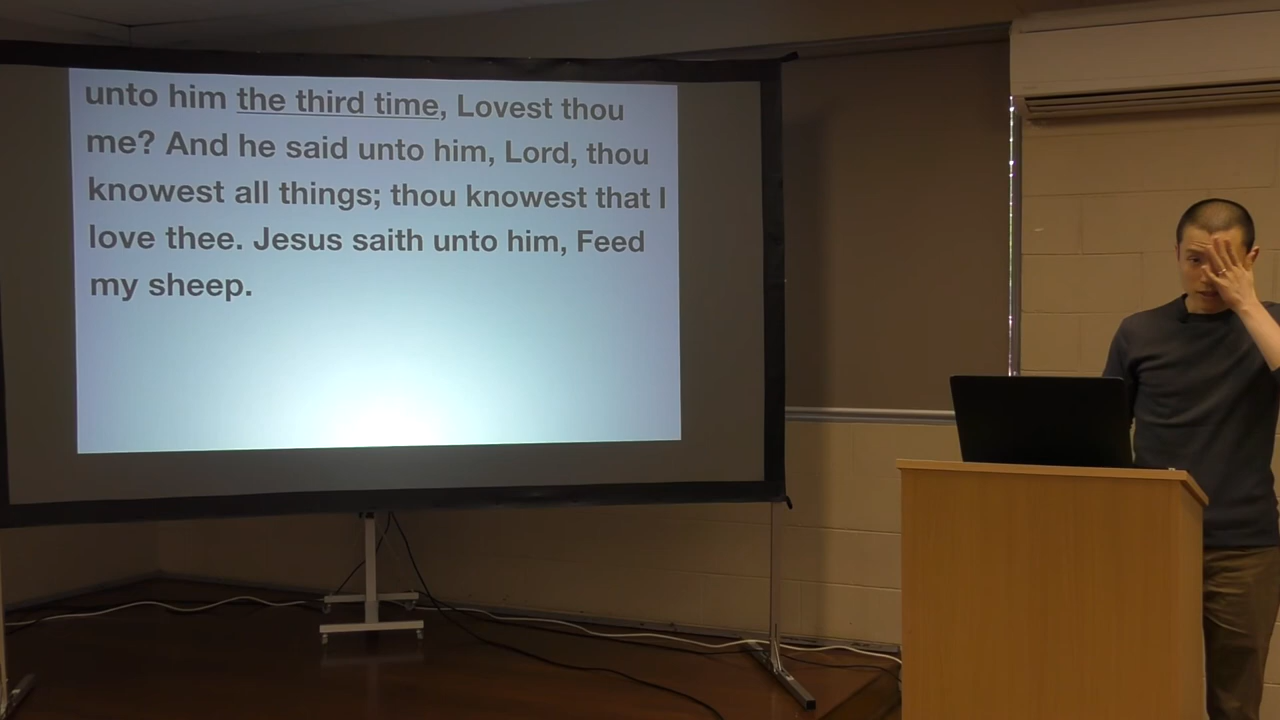 unto him the third time, Lovest thou
me? And he said unto him, Lord, thou
knowest all things; thou knowest that I
love thee. Jesus saith unto him, Feed
my sheep.